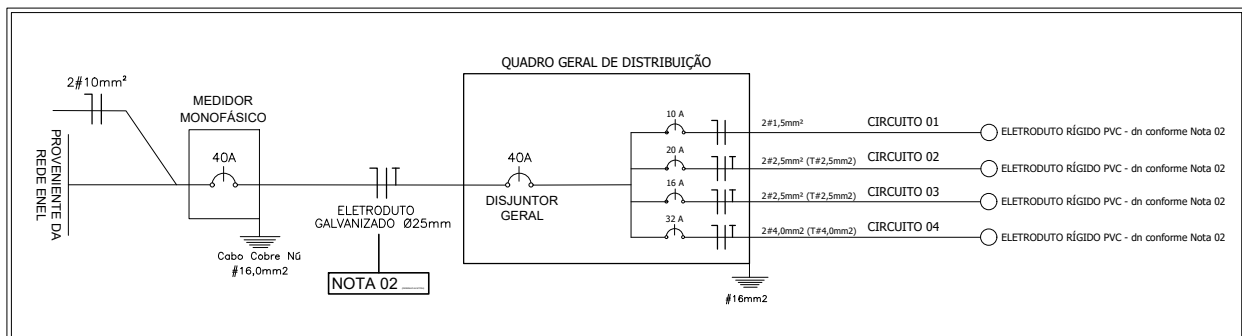 QUADRO GERAL DE DISTRIBUIÇÃO
2#10mm²
MEDIDOR
MONOFÁSICO
40A
PROVENIENTE DA
REDE ENEL
Cabo Cobre Nú
#16,0mm2
ELETRODUTO
GALVANIZADO Ø25mm
NOTA 02
40A
DISJUNTOR
GERAL
10 A
2#1,5mm²
CIRCUITO 01
ELETRODUTO RÍGIDO PVC - dn conforme Nota 02
20 A
2#2,5mm² (T#2,5mm2)
CIRCUITO 02
ELETRODUTO RÍGIDO PVC - dn conforme Nota 02
16 A
2#2,5mm² (T#2,5mm2)
CIRCUITO 03
ELETRODUTO RÍGIDO PVC - dn conforme Nota 02
32 A
2#4,0mm2 (T#4,0mm2)
CIRCUITO 04
ELETRODUTO RÍGIDO PVC - dn conforme Nota 02
#16mm2